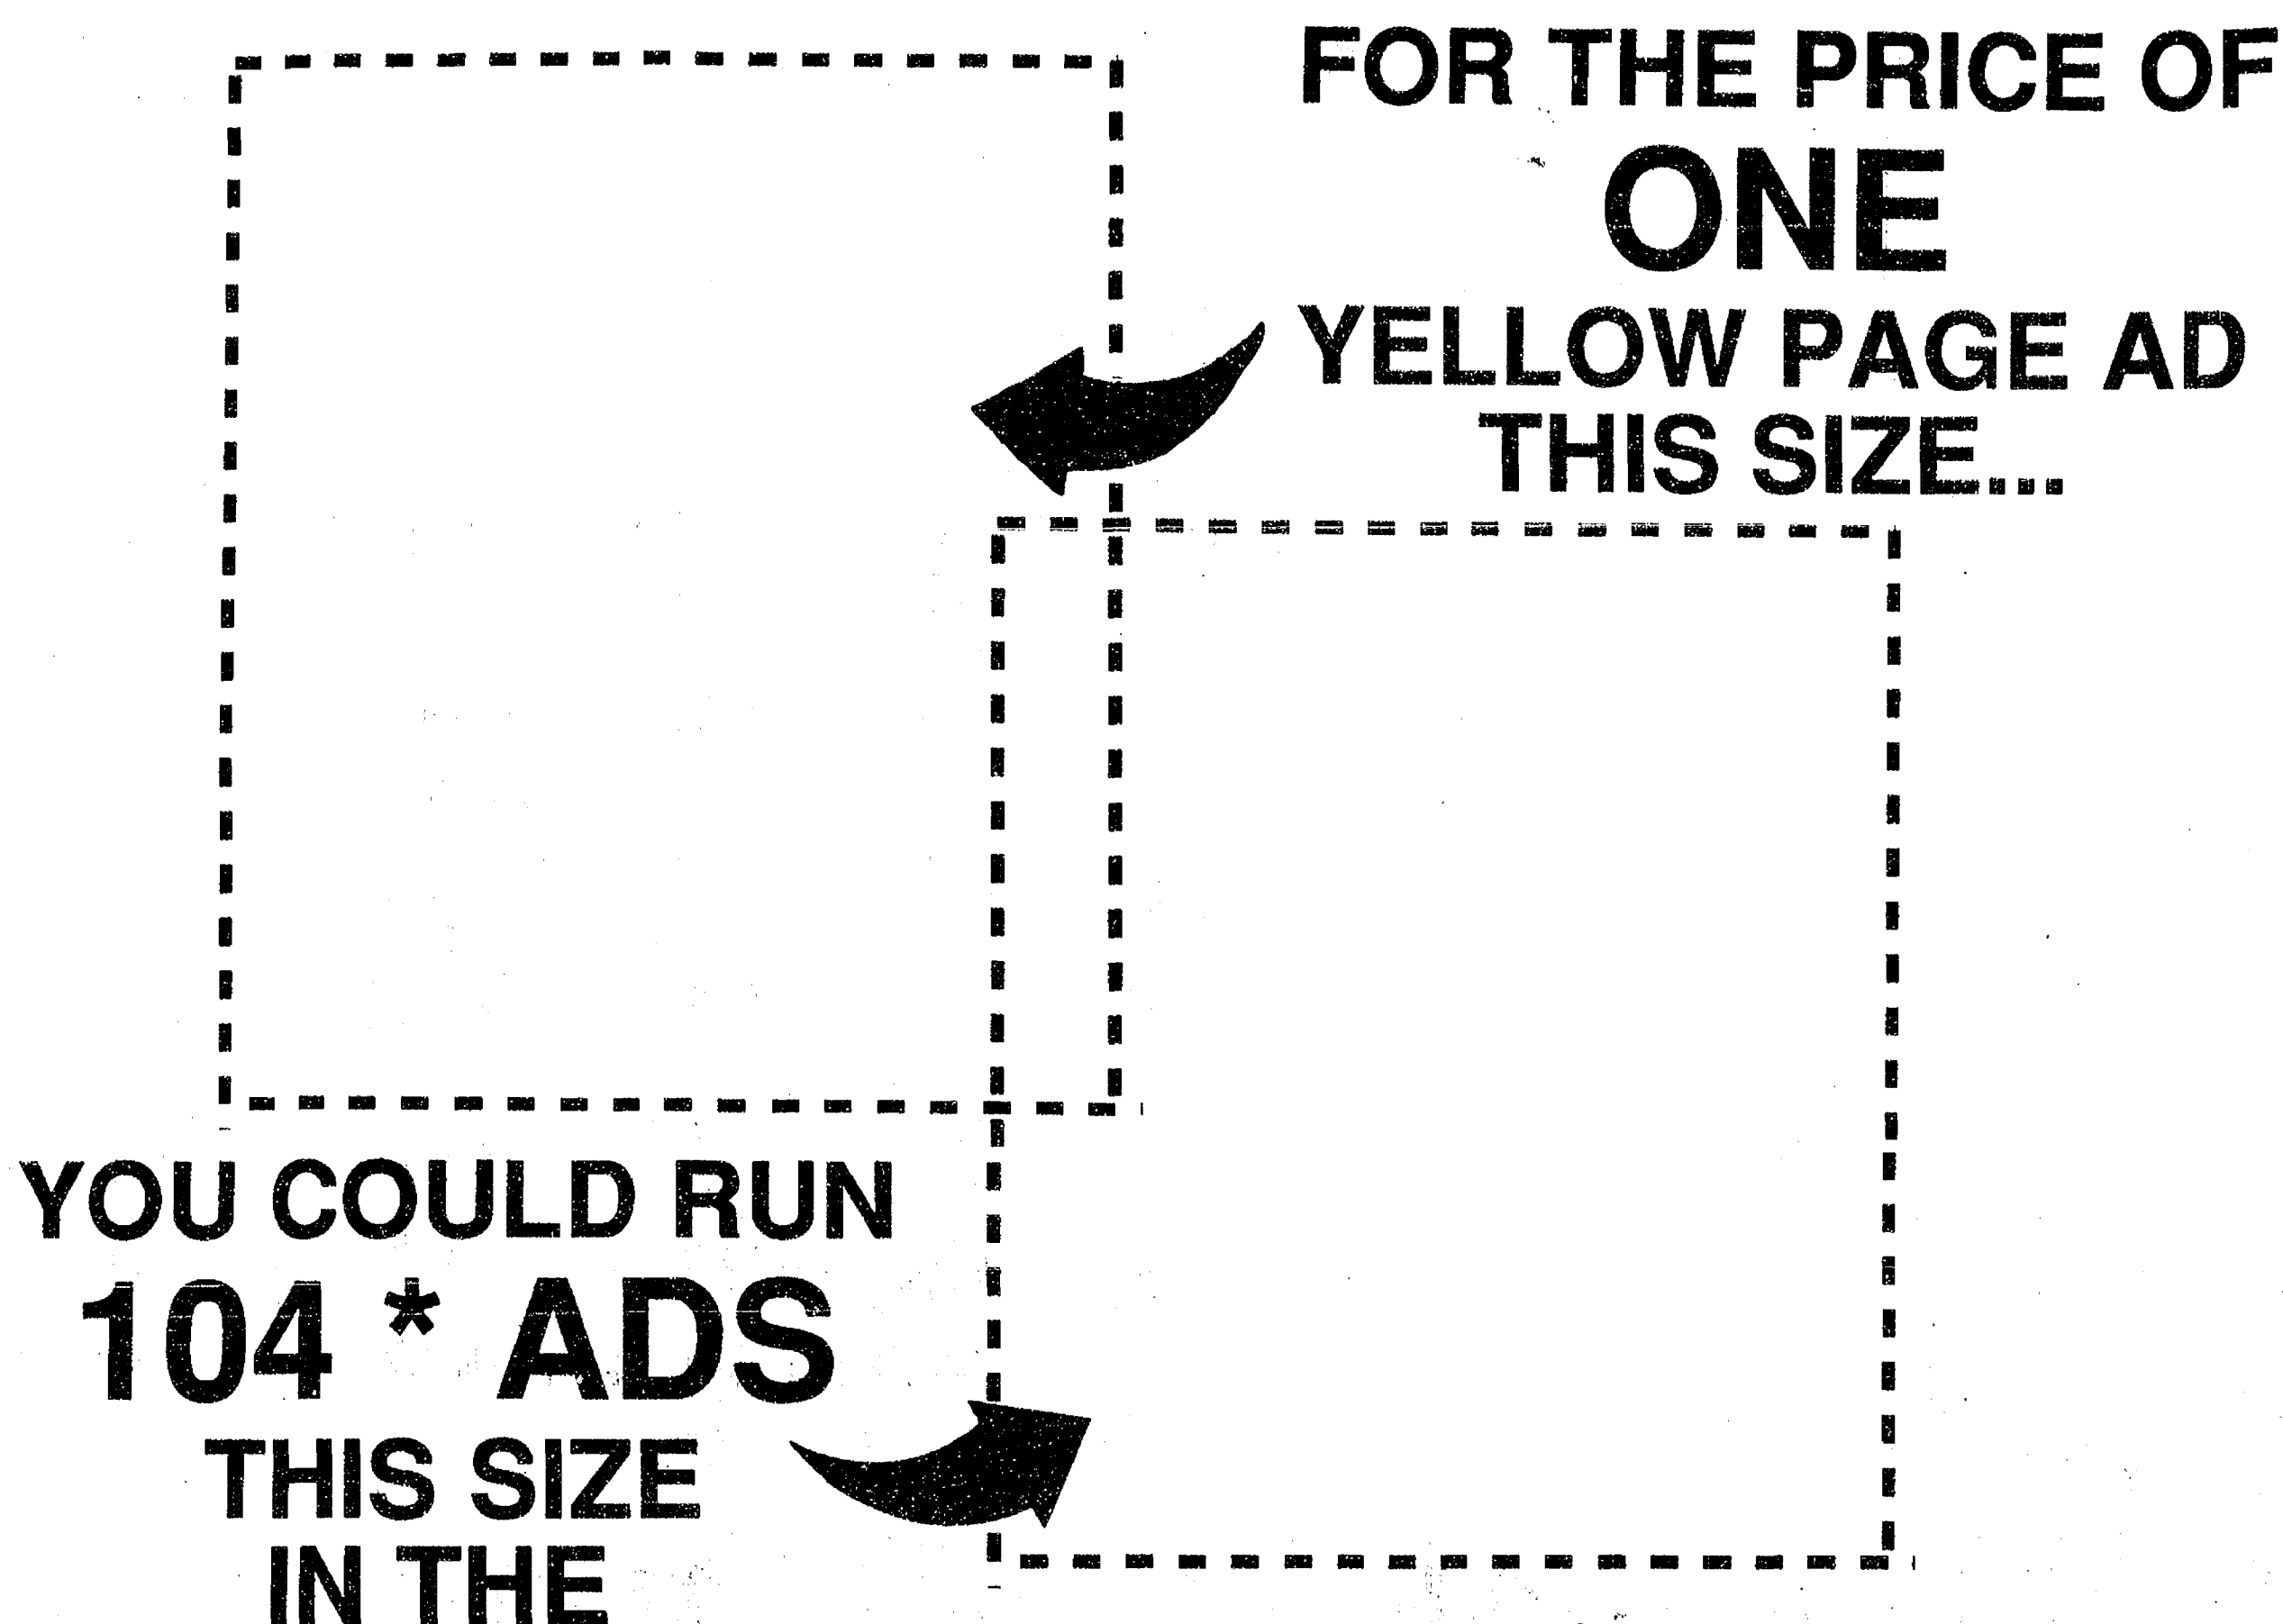 FOR THE PRICE OF
ONE
YELLOW PAGE AD
THIS SIZE...
YOU COULD RUN
104 * ADS
THIS SIZE
IN THE